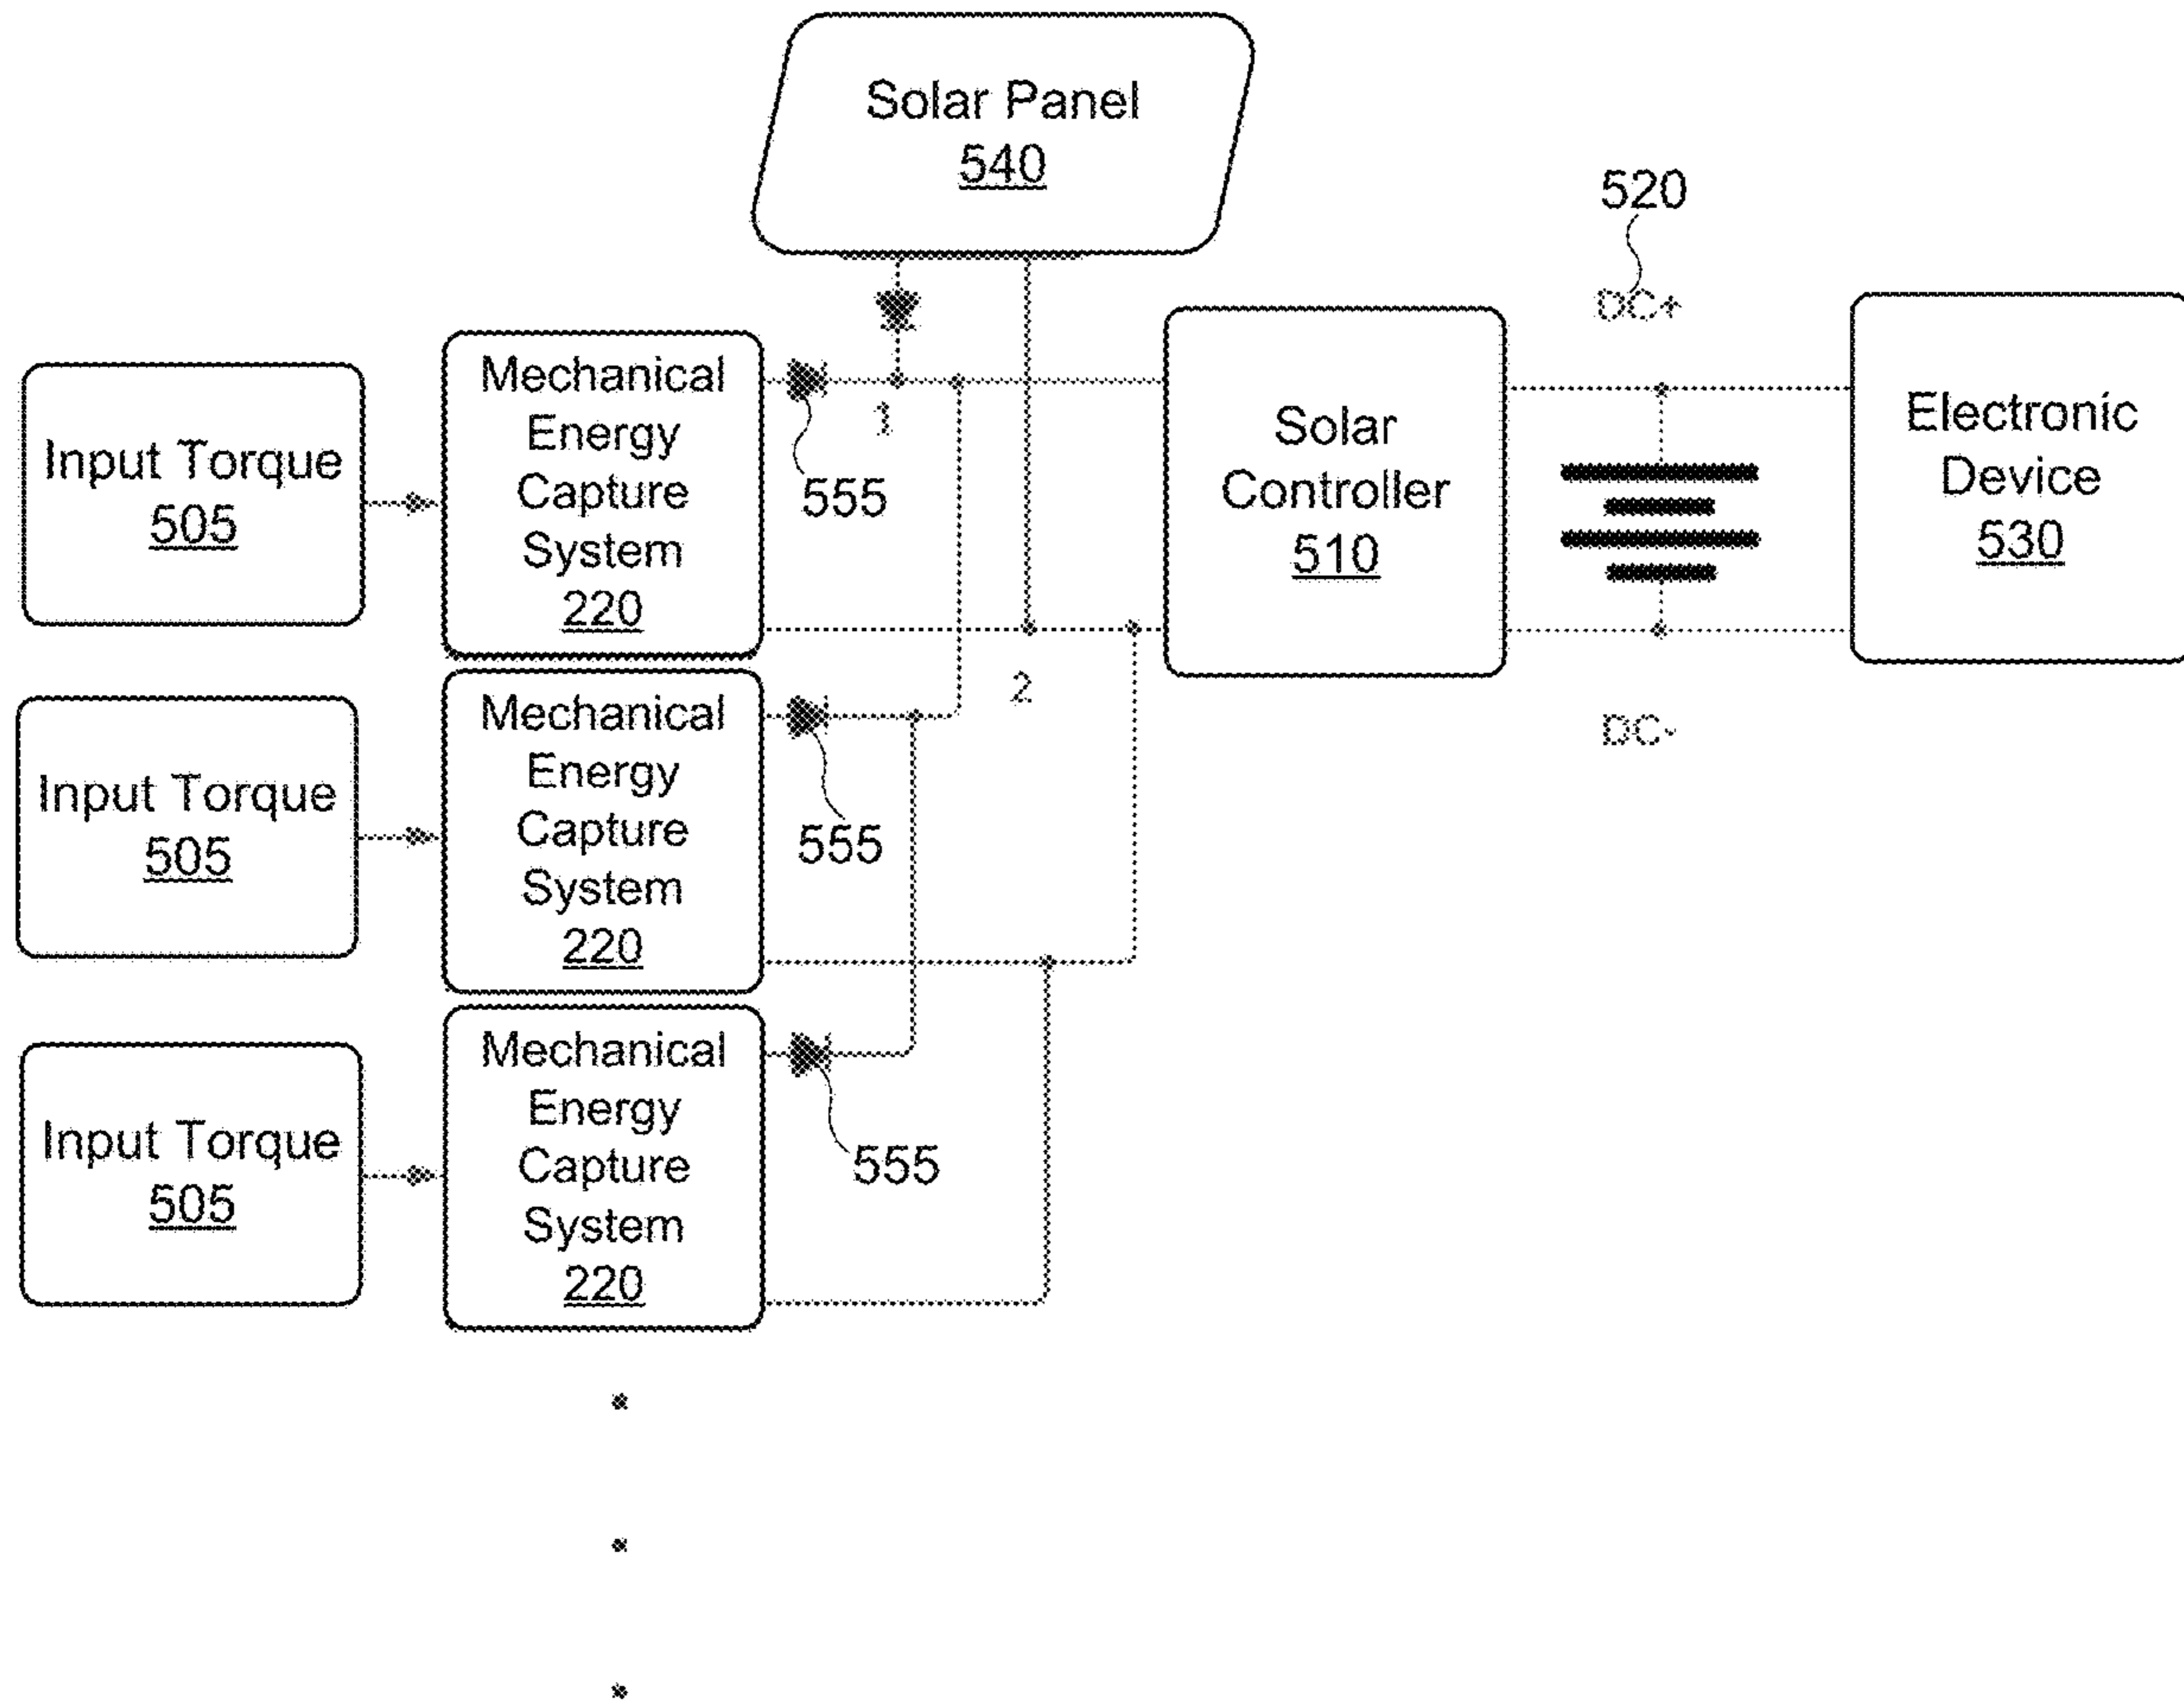 Solar Panel
540
520
DC+
Input Torque
505
Mechanical
Energy
Capture
System
220
1
555
Solar
Controller
510
Electronic
Device
530
2
DC-
Input Torque
505
Mechanical
Energy
Capture
System
220
555
Input Torque
505
Mechanical
Energy
Capture
System
220
555